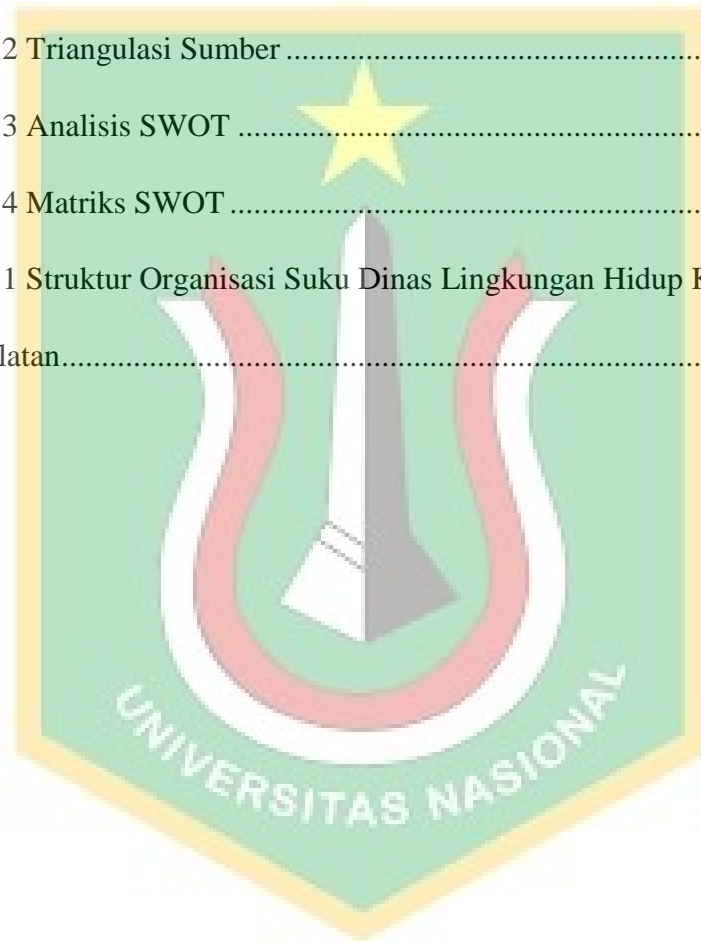 2 Triangulasi Sumber ..................................................
3 Analisis SWOT ........................................................
4 Matriks SWOT .........................................................
1 Struktur Organisasi Suku Dinas Lingkungan Hidup K
latan..............................................................................
UNIVERSITAS NASIONAL